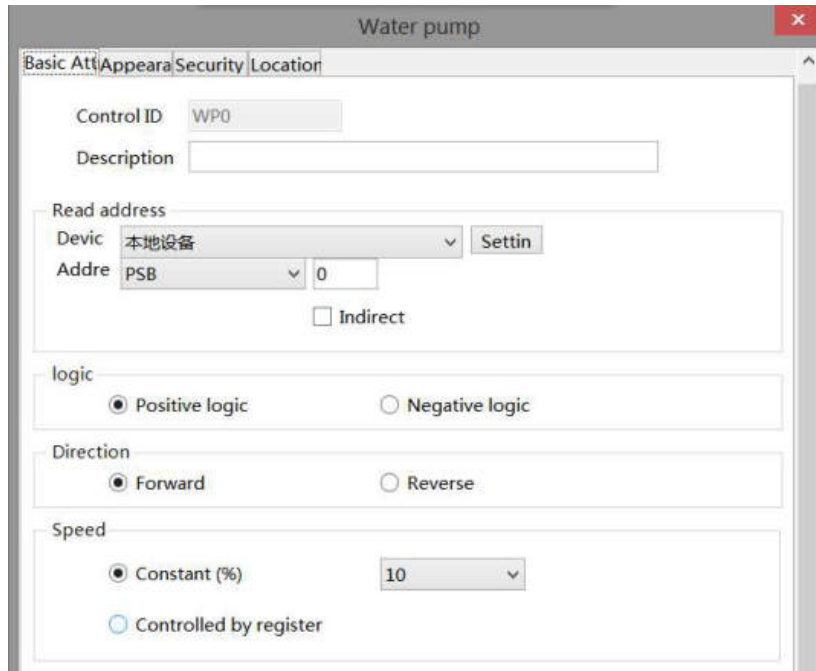 Water pump
Basic Att Appeara Security Location
Control ID WP0
Description
Read address
Devic 本地设备 Settin
Addre PSB 0
Indirect
logic
Positive logic Negative logic
Direction
Forward Reverse
Speed
Constant (%) 10
Controlled by register